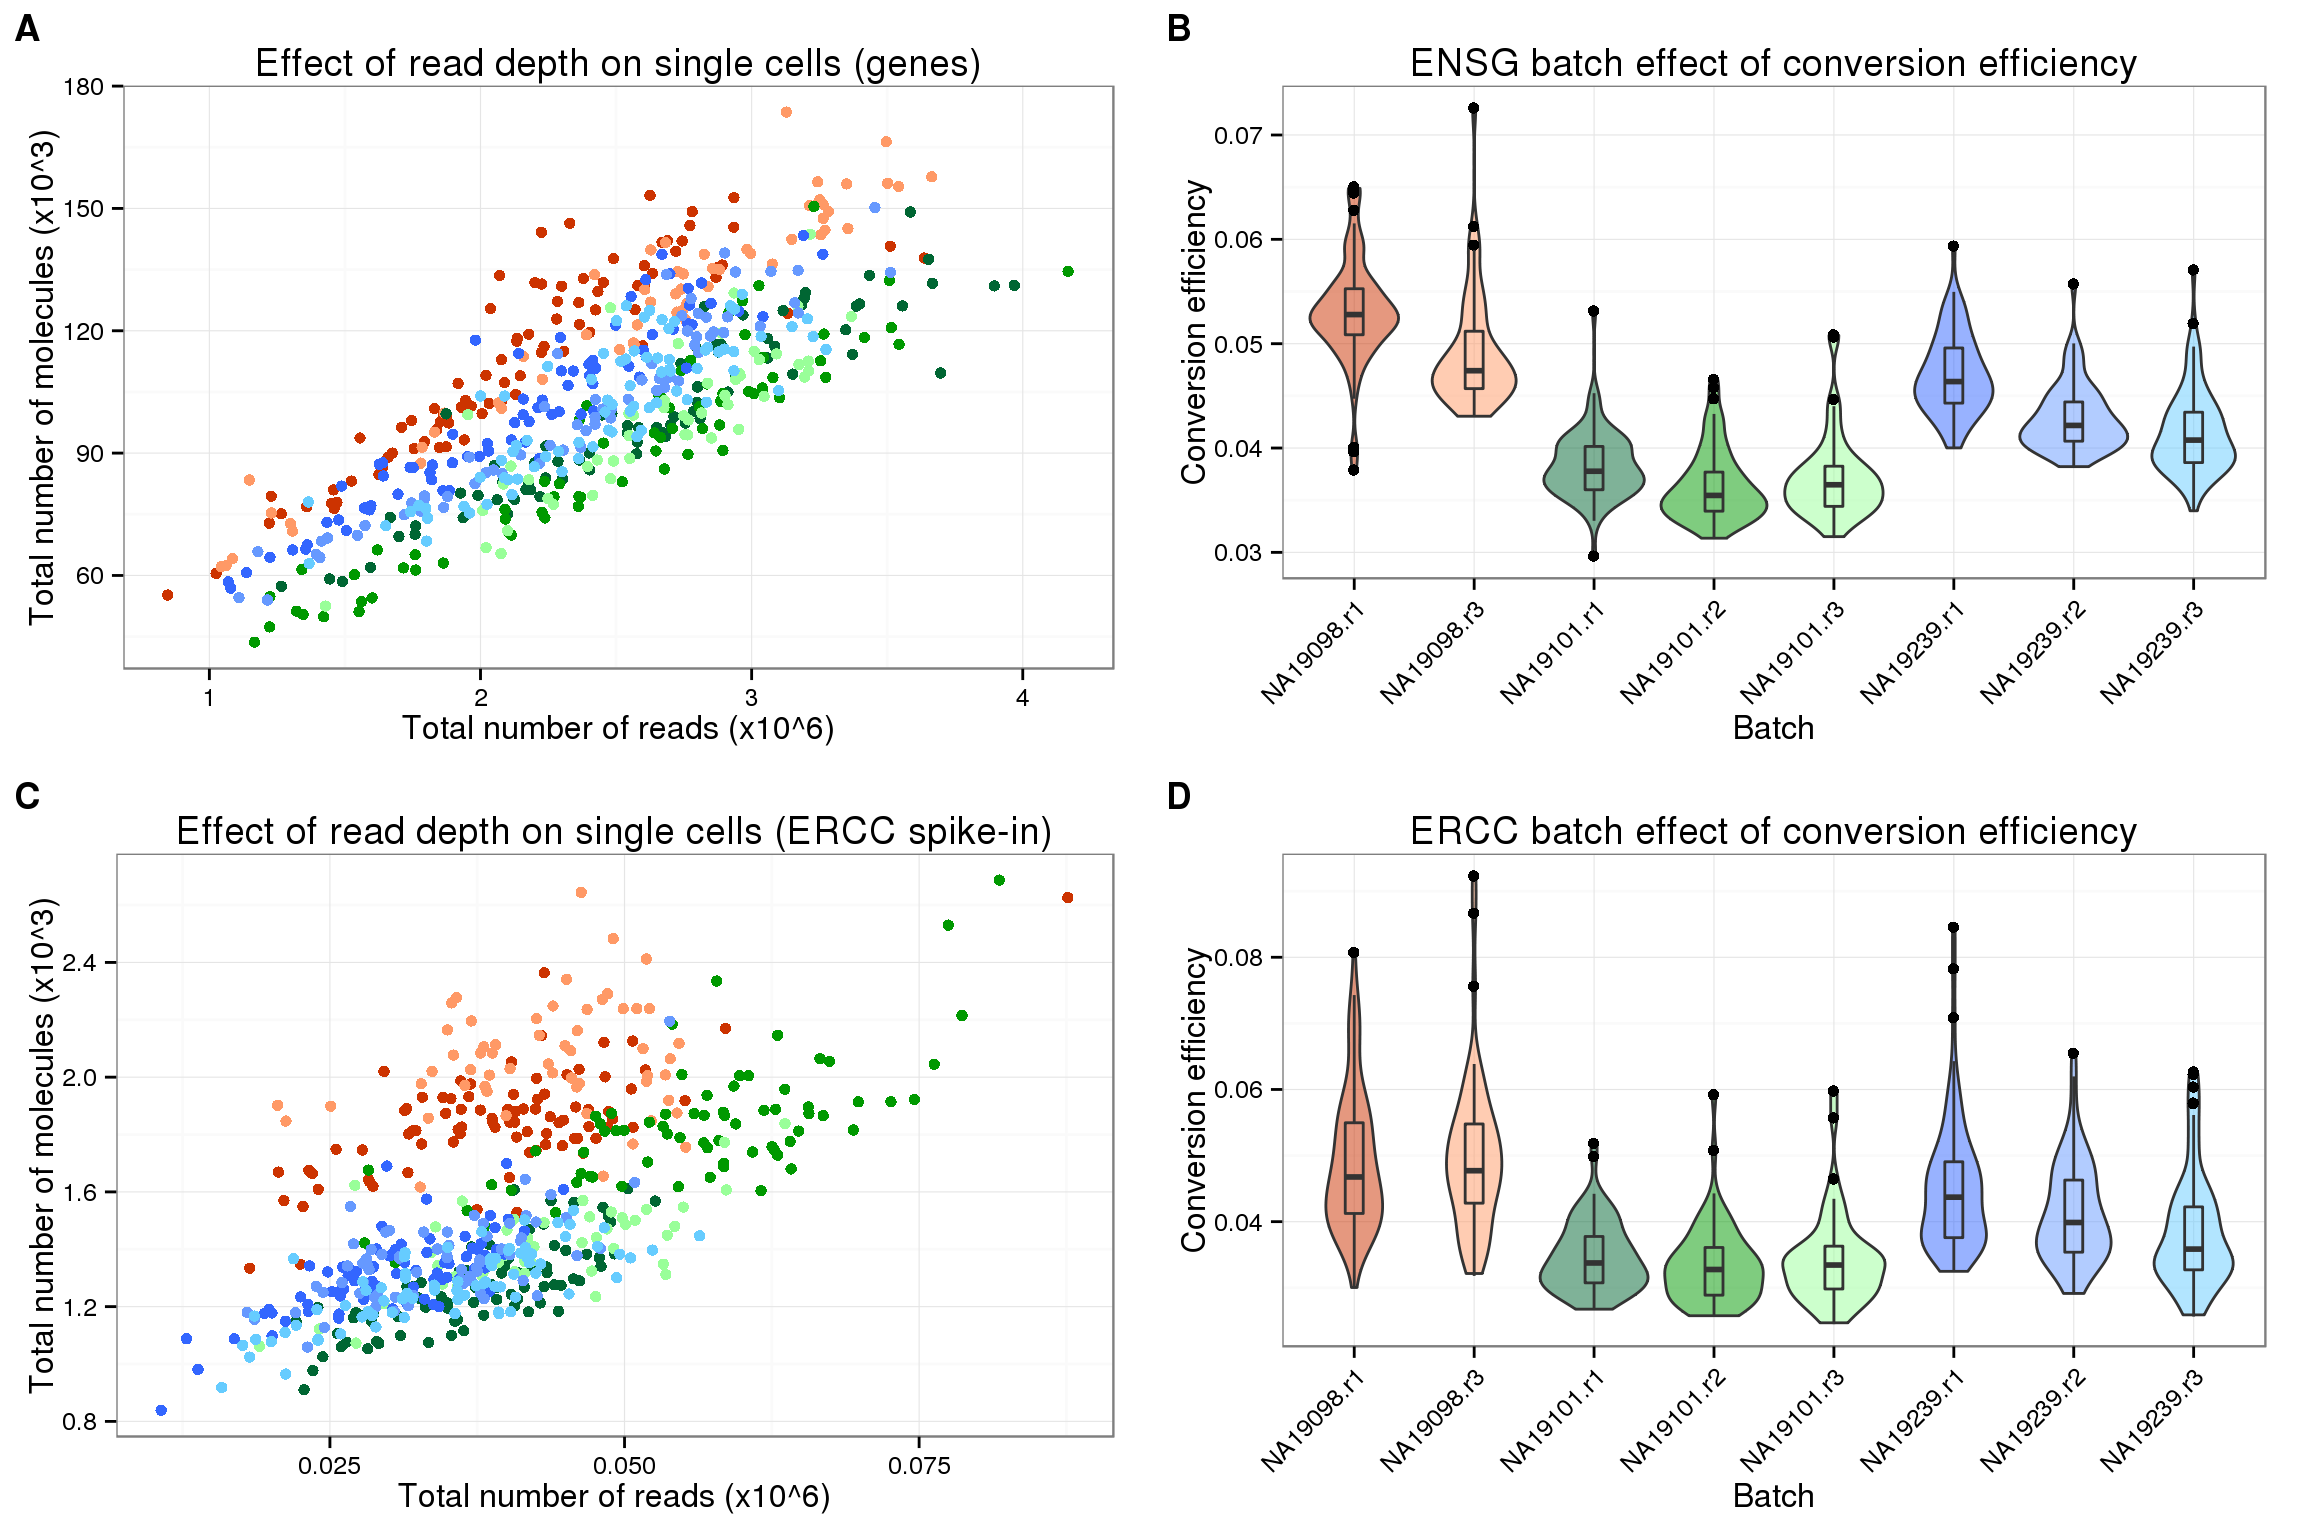 A
Effect of read depth on single cells (genes)
Total number of molecules (x10^3)
180
150
120
90
60
1 2 3 4
Total number of reads (x10^6)
B
ENSG batch effect of conversion efficiency
Conversion efficiency
0.07
0.06
0.05
0.04
0.03
NA19098.r1 NA19098.r3 NA19101.r1 NA19101.r2 NA19101.r3 NA19239.r1 NA19239.r2 NA19239.r3
Batch
C
Effect of read depth on single cells (ERCC spike-in)
Total number of molecules (x10^3)
2.4
2.0
1.6
1.2
0.8
0.025 0.050 0.075
Total number of reads (x10^6)
D
ERCC batch effect of conversion efficiency
Conversion efficiency
0.08
0.06
0.04
NA19098.r1 NA19098.r3 NA19101.r1 NA19101.r2 NA19101.r3 NA19239.r1 NA19239.r2 NA19239.r3
Batch